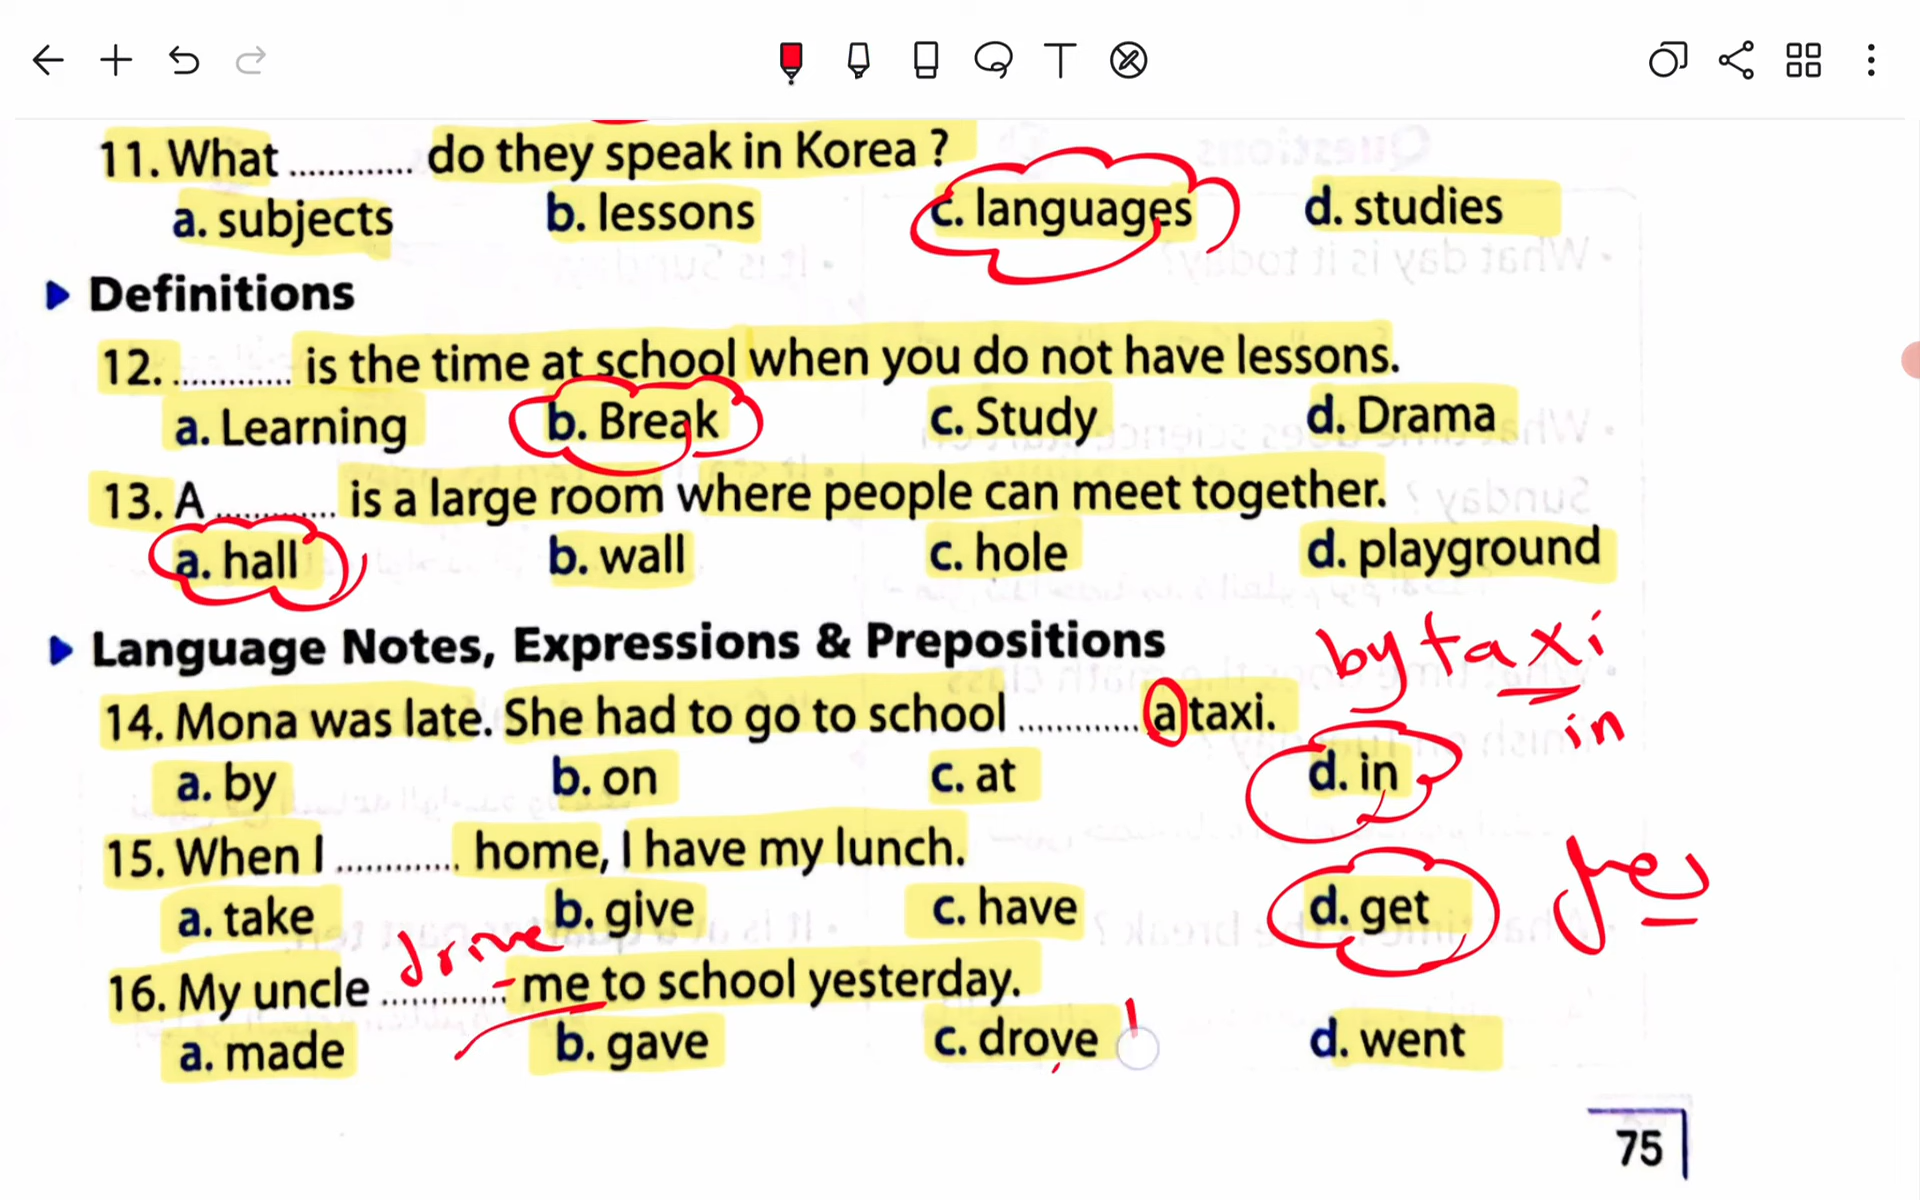 11. What ............. do they speak in Korea ?
a. subjects b. lessons c. languages d. studies
Definitions
12. ............. is the time at school when you do not have lessons.
a. Learning b. Break c. Study d. Drama
13. A ............. is a large room where people can meet together.
a. hall b. wall c. hole d. playground
Language Notes, Expressions & Prepositions
by taxi
14. Mona was late. She had to go to school ............. a taxi.
in
a. by b. on c. at d. in
15. When I ............. home, I have my lunch.
a. take b. give c. have d. get
drive
16. My uncle ............. me to school yesterday.
a. made b. gave c. drove d. went
75